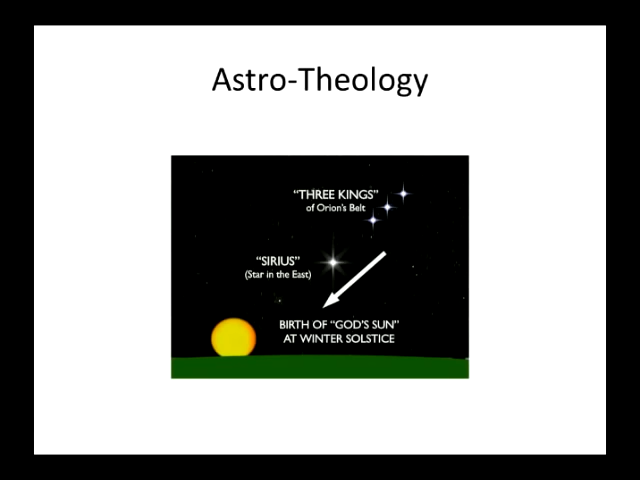 Astro-Theology
“THREE KINGS”
of Orion's Belt
“SIRIUS”
(Star in the East)
BIRTH OF “GOD'S SUN”
AT WINTER SOLSTICE